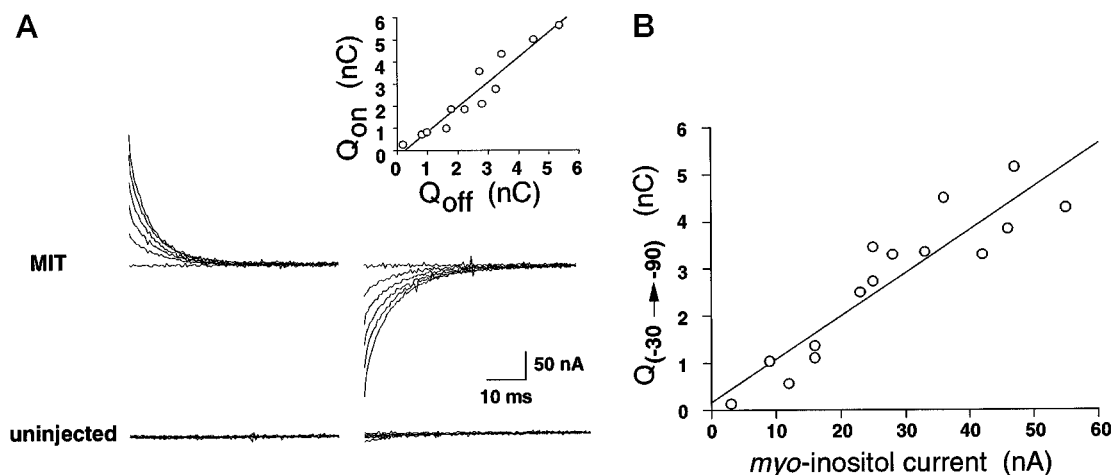 A
B
6
5
4
3
2
1
0
Qon (nC)
0 1 2 3 4 5 6
Qoff (nC)
MIT
50 nA
10 ms
uninjected
6
5
4
3
2
1
0
Q(-30 → -90) (nC)
0 10 20 30 40 50 60
myo-inositol current (nA)